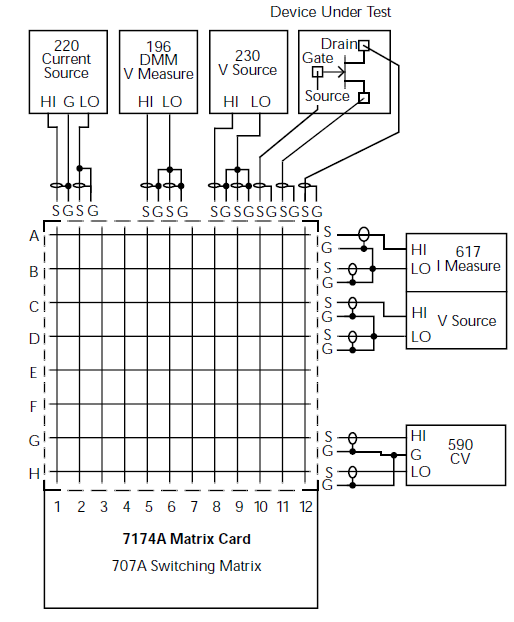 Device Under Test
220
Current
Source
HI G LO
196
DMM
V Measure
HI LO
230
V Source
HI LO
Drain
Gate
Source
S G S G
S G S G
S G S G S G S G S G
A
B
C
D
E
F
G
H
S
G
S
G
S
G
S
G
S
G
S
G
HI
LO
617
I Measure
HI
LO
V Source
HI
G
LO
590
CV
1 2 3 4 5 6 7 8 9 10 11 12
7174A Matrix Card
707A Switching Matrix